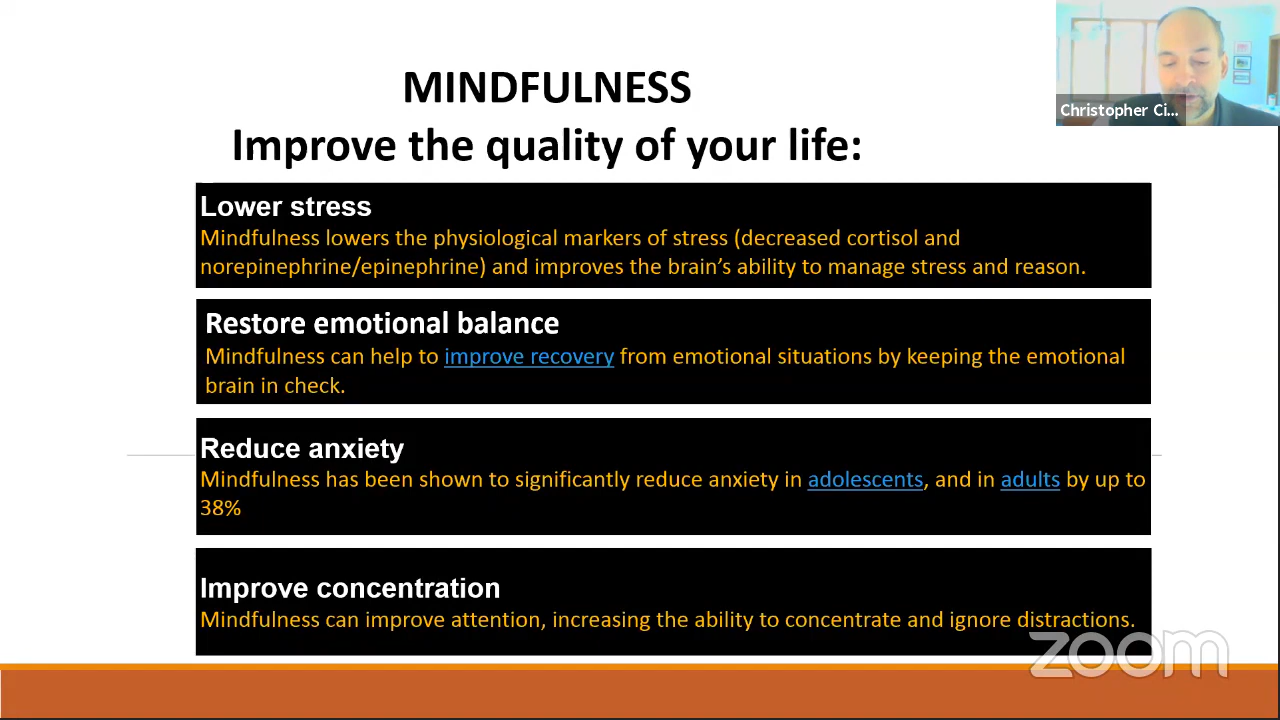 MINDFULNESS
Improve the quality of your life:
Christopher Ci...
Lower stress
Mindfulness lowers the physiological markers of stress (decreased cortisol and
norepinephrine/epinephrine) and improves the brain’s ability to manage stress and reason.
Restore emotional balance
Mindfulness can help to improve recovery from emotional situations by keeping the emotional
brain in check.
Reduce anxiety
Mindfulness has been shown to significantly reduce anxiety in adolescents, and in adults by up to
38%
Improve concentration
Mindfulness can improve attention, increasing the ability to concentrate and ignore distractions.
zoom